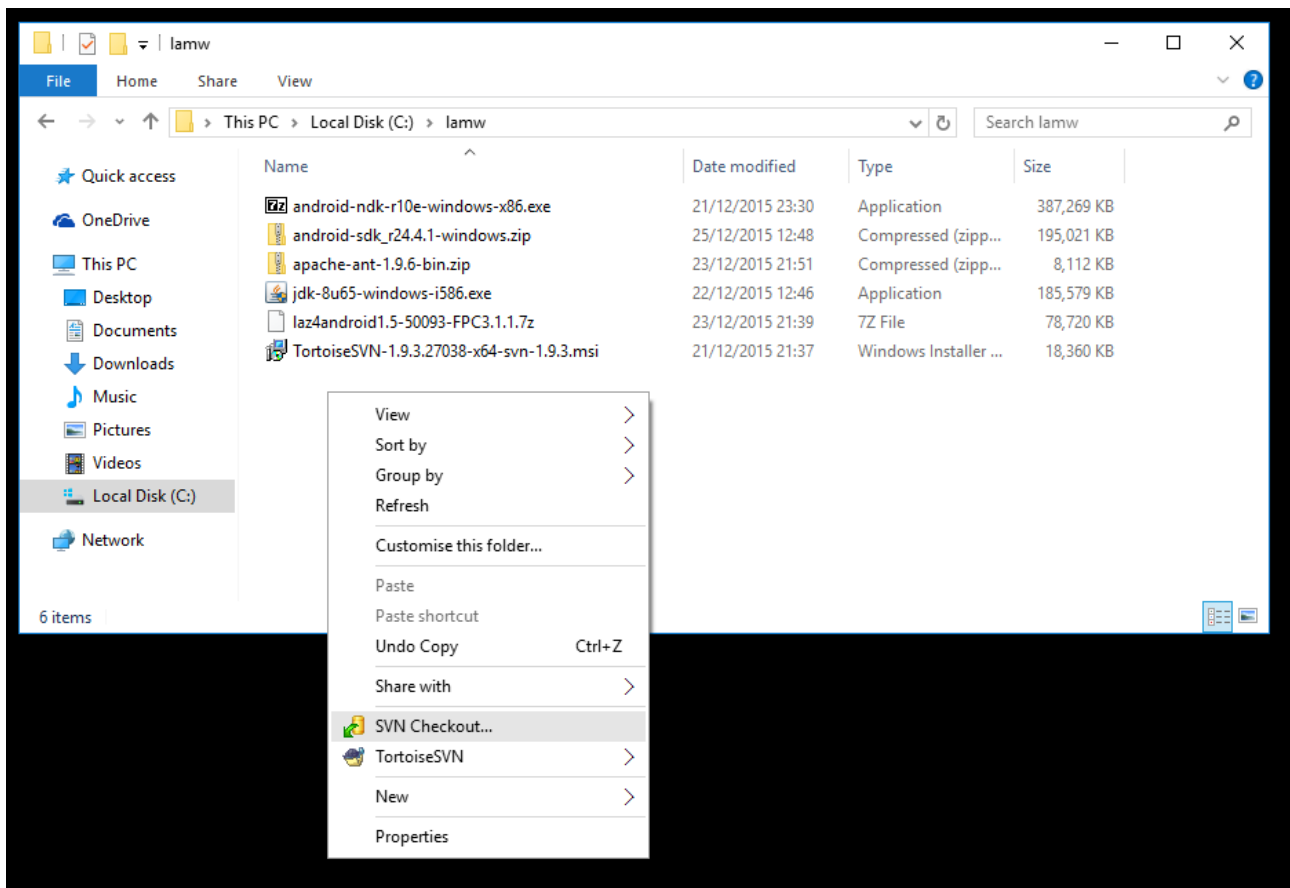 lamw
File Home Share View
This PC Local Disk (C:) lamw Search lamw
Quick access
OneDrive
This PC
Desktop
Documents
Downloads
Music
Pictures
Videos
Local Disk (C:)
Network
Name Date modified Type Size
android-ndk-r10e-windows-x86.exe 21/12/2015 23:30 Application 387,269 KB
android-sdk_r24.4.1-windows.zip 25/12/2015 12:48 Compressed (zipp... 195,021 KB
apache-ant-1.9.6-bin.zip 23/12/2015 21:51 Compressed (zipp... 8,112 KB
jdk-8u65-windows-i586.exe 22/12/2015 12:46 Application 185,579 KB
laz4android1.5-50093-FPC3.1.1.7z 23/12/2015 21:39 7Z File 78,720 KB
TortoiseSVN-1.9.3.27038-x64-svn-1.9.3.msi 21/12/2015 21:37 Windows Installer ... 18,360 KB
View
Sort by
Group by
Refresh
Customise this folder...
Paste
Paste shortcut
Undo Copy Ctrl+Z
Share with
SVN Checkout...
TortoiseSVN
New
Properties
6 items